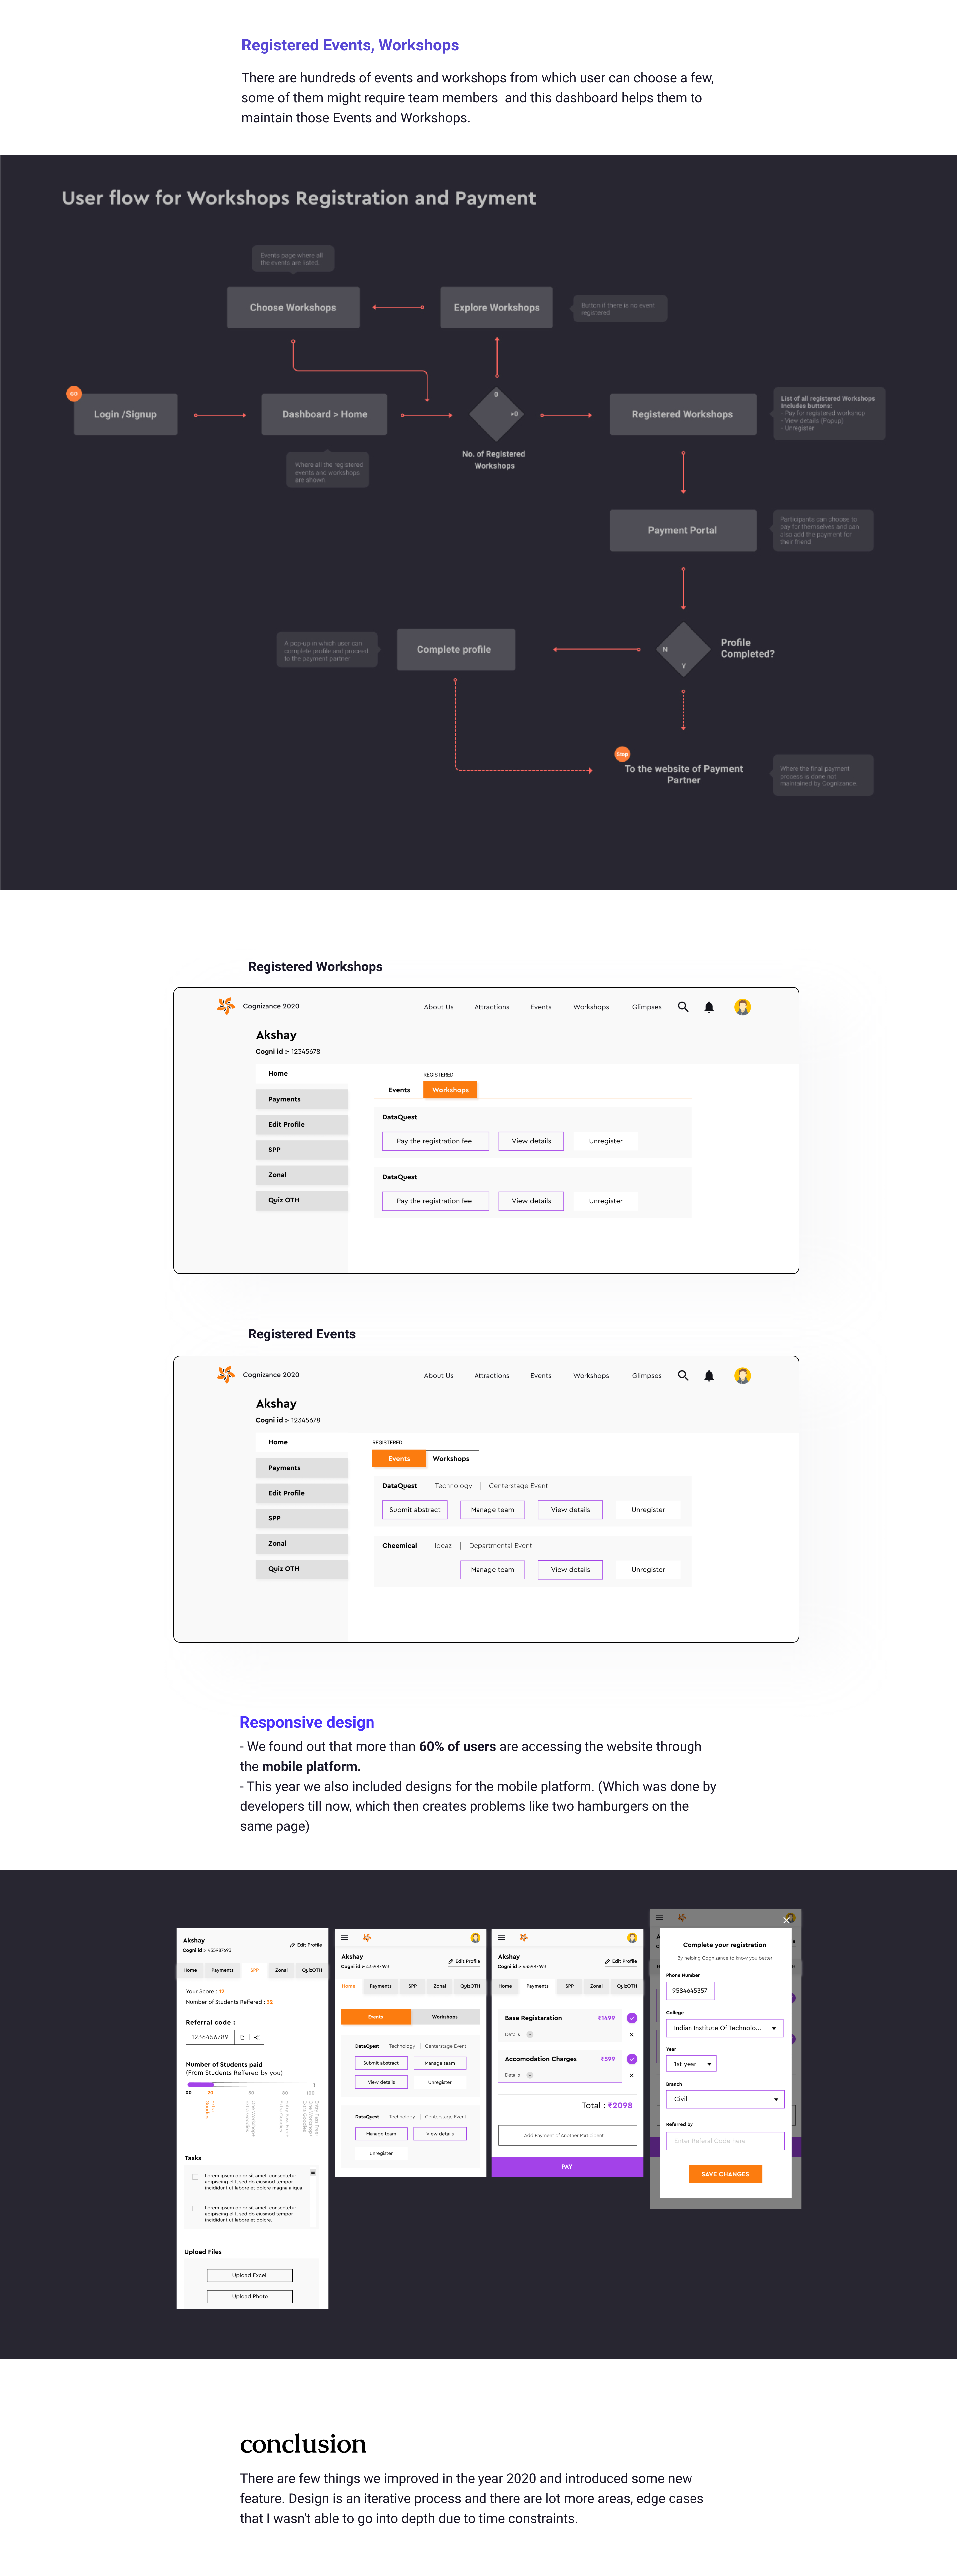 Registered Events, Workshops
There are hundreds of events and workshops from which user can choose a few,
some of them might require team members and this dashboard helps them to
maintain those Events and Workshops.
User flow for Workshops Registration and Payment
Events page where all
the events are listed
Choose Workshops
Explore Workshops
Button if there is no event
registered
GO
Login /Signup
Dashboard > Home
0
>0
No. of Registered
Workshops
Registered Workshops
List of all registered Workshops
Includes buttons:
- Pay for registered workshop
- View details (Popup)
- Unregister
Where all the registered
events and workshops
are shown
Payment Portal
Participants can choose to
pay for themselves and can
also add the payment for
their friend
A pop up in which user can
complete profile and proceed
to the payment partner
Complete profile
N
Y
Profile
Completed?
Stop
To the website of Payment
Partner
Where the final payment
process is done not
maintained by Cognizance
Registered Workshops
Cognizance 2020
About Us
Attractions
Events
Workshops
Glimpses
Akshay
Cogni id :- 12345678
Home
Payments
Edit Profile
SPP
Zonal
Quiz OTH
REGISTERED
Events
Workshops
DataQuest
Pay the registration fee
View details
Unregister
DataQuest
Pay the registration fee
View details
Unregister
Registered Events
Cognizance 2020
About Us
Attractions
Events
Workshops
Glimpses
Akshay
Cogni id :- 12345678
Home
Payments
Edit Profile
SPP
Zonal
Quiz OTH
REGISTERED
Events
Workshops
DataQuest | Technology | Centerstage Event
Submit abstract
Manage team
View details
Unregister
Cheemical | Ideaz | Departmental Event
Manage team
View details
Unregister
Responsive design
- We found out that more than 60% of users are accessing the website through
the mobile platform.
- This year we also included designs for the mobile platform. (Which was done by
developers till now, which then creates problems like two hamburgers on the
same page)
Akshay
Cogni id :- 435987693
Edit Profile
Home
Payments
SPP
Zonal
QuizOTH
Your Score : 12
Number of Students Reffered : 32
Referral code :
1236456789
Number of Students paid
(From Students Reffered by you)
00
20
50
80
100
Extra
Goodies
One Workshop+
Extra Goodies
Entro Pass Free+
Extra Goodies
Entro Pass Free+
One Workshop+
Extra Goodies
Tasks
Lorem ipsum dolor sit amet, consectetur
adipiscing elit, sed do eiusmod tempor
incididunt ut labore et dolore magna aliqua.
Lorem ipsum dolor sit amet, consectetur
adipiscing elit, sed do eiusmod tempor
incididunt ut labore et dolore.
Upload Files
Upload Excel
Upload Photo
Akshay
Cogni id :- 435987693
Edit Profile
Home
Payments
SPP
Zonal
QuizOTH
Events
Workshops
DataQuest | Technology | Centerstage Event
Submit abstract
Manage team
View details
Unregister
DataQuest | Technology | Centerstage Event
Manage team
View details
Unregister
Akshay
Cogni id :- 435987693
Edit Profile
Home
Payments
SPP
Zonal
QuizOTH
Base Registaration
₹1499
Details
Accomodation Charges
₹599
Details
Total : ₹2098
Add Payment of Another Participant
PAY
Complete your registration
By helping Cognizance to know you better!
Phone Number
9584645357
College
Indian Institute Of Technolo...
Year
1st year
Branch
Civil
Referred by
Enter Referal Code here
SAVE CHANGES
conclusion
There are few things we improved in the year 2020 and introduced some new
feature. Design is an iterative process and there are lot more areas, edge cases
that I wasn't able to go into depth due to time constraints.